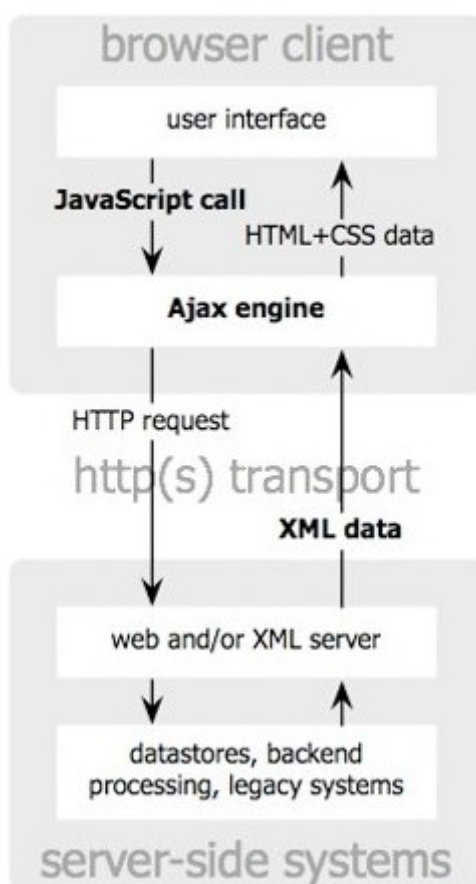 browser client
user interface
JavaScript call
HTML+CSS data
Ajax engine
HTTP request
http(s) transport
XML data
web and/or XML server
datastores, backend
processing, legacy systems
server-side systems